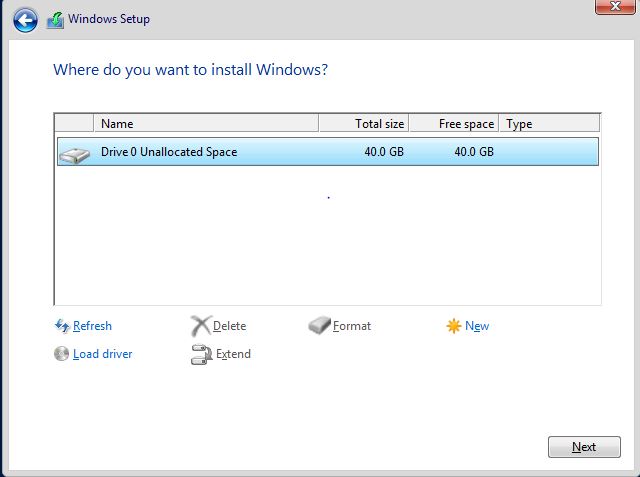 Windows Setup
Where do you want to install Windows?
Name Total size Free space Type
Drive 0 Unallocated Space 40.0 GB 40.0 GB
Refresh Delete Format New
Load driver Extend
Next